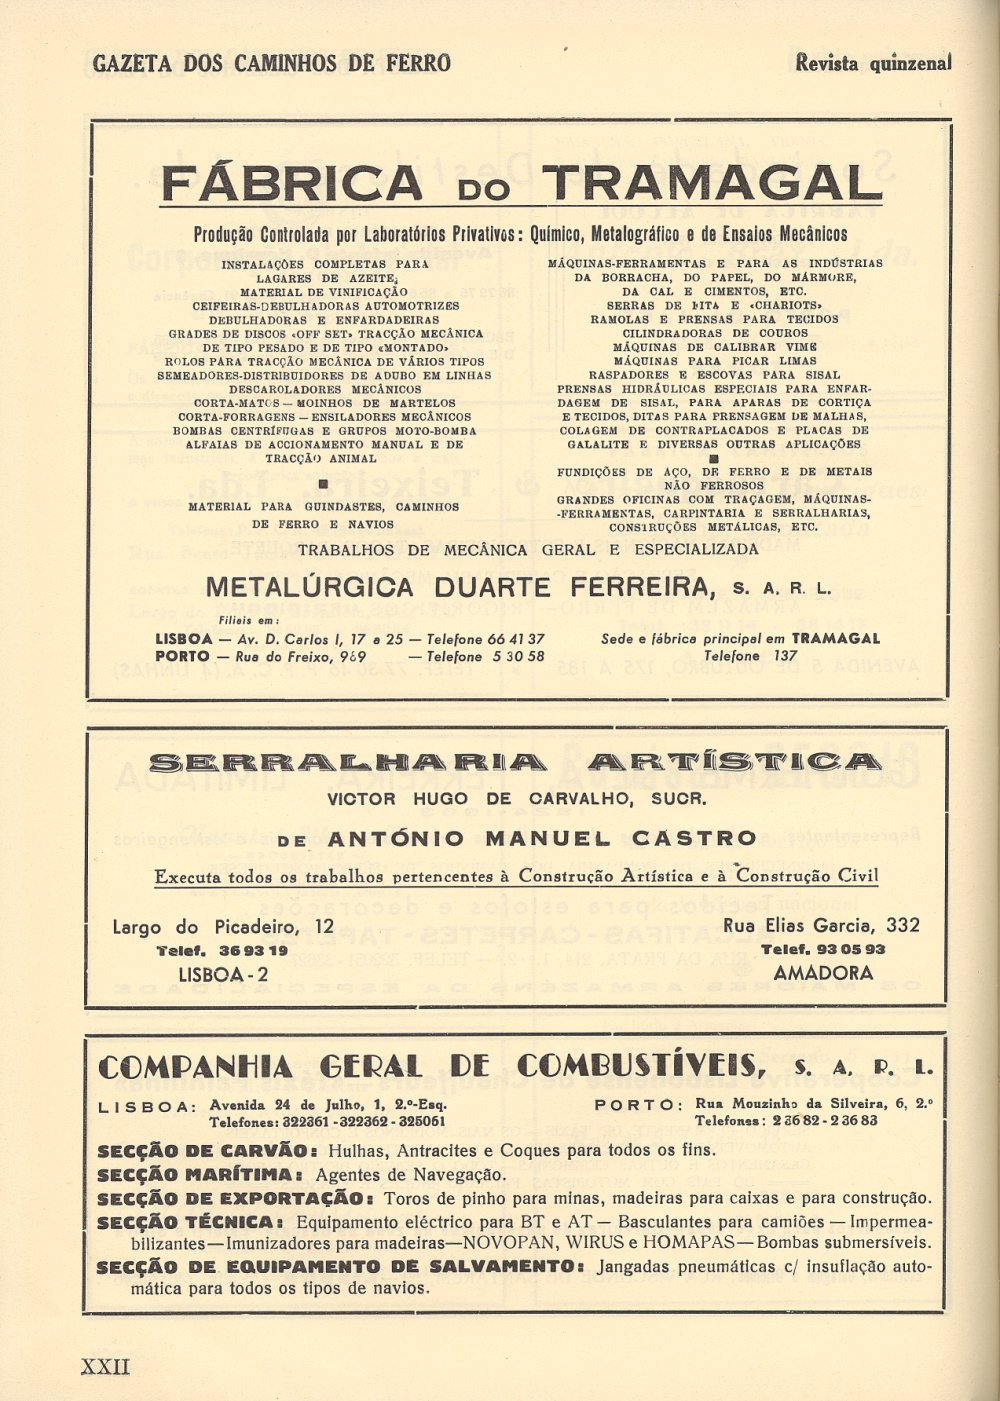 GAZETA DOS CAMINHOS DE FERRO
Revista quinzenal
FÁBRICA DO TRAMAGAL
Produção Controlada por Laboratórios Privativos: Químico, Metalográfico e de Ensaios Mecânicos
INSTALAÇÕES COMPLETAS PARA
LAGARES DE AZEITE;
MATERIAL DE VINIFICAÇÃO
CEIFEIRAS-DEBULHADORAS AUTOMOTRIZES
DEBULHADORAS E ENFARDADEIRAS
GRADES DE DISCOS «OFF SET» TRACÇÃO MECÂNICA
DE TIPO PESADO E DE TIPO «MONTADO»
ROLOS PARA TRACÇÃO MECÂNICA DE VÁRIOS TIPOS
SEMEADORES-DISTRIBUIDORES DE ADUBO EM LINHAS
DESCAROLADORES MECÂNICOS
CORTA-MATOS — MOINHOS DE MARTELOS
CORTA-FORRAGENS — ENSILADORES MECÂNICOS
BOMBAS CENTRÍFUGAS E GRUPOS MOTO-BOMBA
ALFAIAS DE ACCIONAMENTO MANUAL E DE
TRACÇÃO ANIMAL
MATERIAL PARA GUINDASTES, CAMINHOS
DE FERRO E NAVIOS
MÁQUINAS-FERRAMENTAS E PARA AS INDÚSTRIAS
DA BORRACHA, DO PAPEL, DO MÁRMORE,
DA CAL E CIMENTOS, ETC.
SERRAS DE FITA E «CHARIOTS»
RAMOLAS E PRENSAS PARA TECIDOS
CILINDRADORAS DE COUROS
MÁQUINAS DE CALIBRAR VIME
MÁQUINAS PARA PICAR LIMAS
RASPADORES E ESCOVAS PARA SISAL
PRENSAS HIDRÁULICAS ESPECIAIS PARA ENFAR-
DAGEM DE SISAL, PARA APARAS DE CORTIÇA
E TECIDOS, DITAS PARA PRENSAGEM DE MALHAS,
COLAGEM DE CONTRAPLACADOS E PLACAS DE
GALALITE E DIVERSAS OUTRAS APLICAÇÕES
FUNDIÇÕES DE AÇO, DE FERRO E DE METAIS
NÃO FERROSOS
GRANDES OFICINAS COM TRAÇAGEM, MÁQUINAS-
-FERRAMENTAS, CARPINTARIA E SERRALHARIAS,
CONSTRUÇÕES METÁLICAS, ETC.
TRABALHOS DE MECÂNICA GERAL E ESPECIALIZADA
METALÚRGICA DUARTE FERREIRA, S. A. R. L.
Filiais em:
LISBOA — Av. D. Carlos I, 17 a 25 — Telefone 66 41 37
PORTO — Rua do Freixo, 969 — Telefone 5 30 58
Sede e fábrica principal em TRAMAGAL
Telefone 137
SERRALHARIA ARTÍSTICA
VICTOR HUGO DE CARVALHO, SUCR.
DE ANTÓNIO MANUEL CASTRO
Executa todos os trabalhos pertencentes à Construção Artística e à Construção Civil
Largo do Picadeiro, 12
Telef. 36 93 19
LISBOA - 2
Rua Elias Garcia, 332
Telef. 93 05 93
AMADORA
COMPANHIA GERAL DE COMBUSTÍVEIS, S. A. R. L.
LISBOA: Avenida 24 de Julho, 1, 2.º-Esq.
Telefones: 322361 - 322362 - 325061
PORTO: Rua Mouzinho da Silveira, 6, 2.º
Telefones: 2 36 82 - 2 36 83
SECÇÃO DE CARVÃO: Hulhas, Antracites e Coques para todos os fins.
SECÇÃO MARÍTIMA: Agentes de Navegação.
SECÇÃO DE EXPORTAÇÃO: Toros de pinho para minas, madeiras para caixas e para construção.
SECÇÃO TÉCNICA: Equipamento eléctrico para BT e AT — Basculantes para camiões — Impermea-
bilizantes — Imunizadores para madeiras — NOVOPAN, WIRUS e HOMAPAS — Bombas submersíveis.
SECÇÃO DE EQUIPAMENTO DE SALVAMENTO: Jangadas pneumáticas c/ insuflação auto-
mática para todos os tipos de navios.
XXII